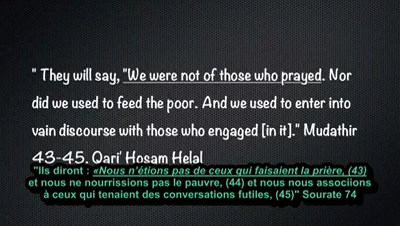 " They will say, "We were not of those who prayed. Nor
did we used to feed the poor. And we used to enter into
vain discourse with those who engaged [in it]." Mudathir
43-45. Qari' Hosam Helal
"Ils diront : «Nous n'étions pas de ceux qui faisaient la prière, (43)
et nous ne nourrissions pas le pauvre, (44) et nous nous associions
à ceux qui tenaient des conversations futiles, (45)" Sourate 74